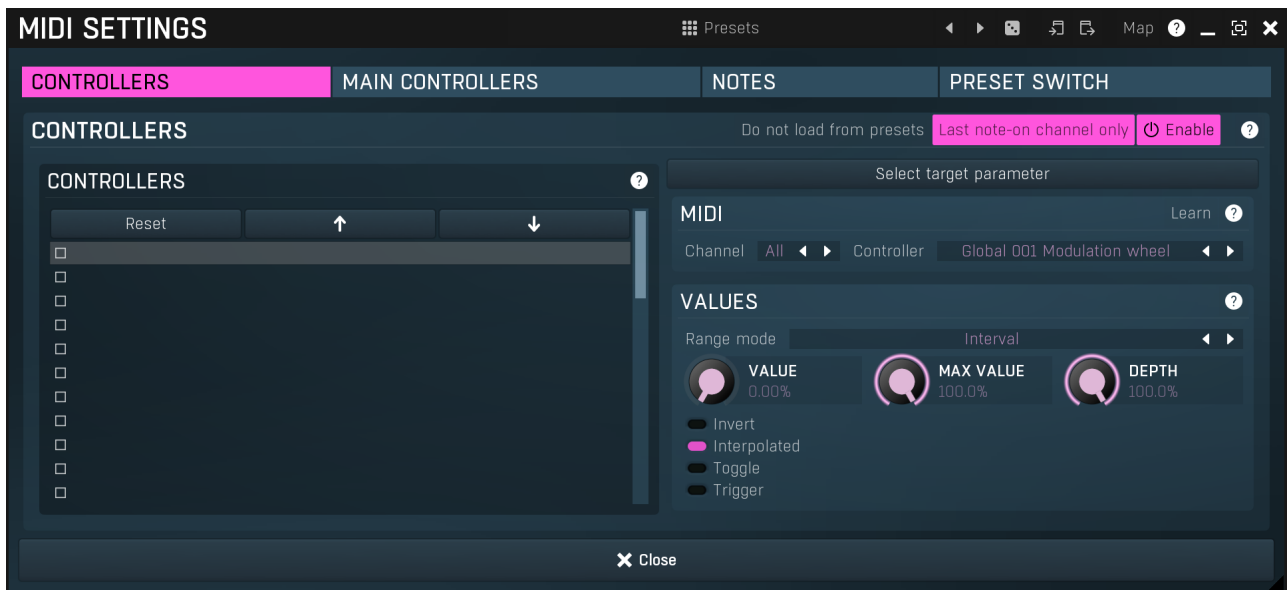 MIDI SETTINGS Presets Map ?
CONTROLLERS MAIN CONTROLLERS NOTES PRESET SWITCH
CONTROLLERS Do not load from presets Last note-on channel only Enable ?
CONTROLLERS ?
Reset
Select target parameter
MIDI Learn ?
Channel All Controller Global 001 Modulation wheel
VALUES ?
Range mode Interval
VALUE 0.00% MAX VALUE 100.0% DEPTH 100.0%
Invert
Interpolated
Toggle
Trigger
Close